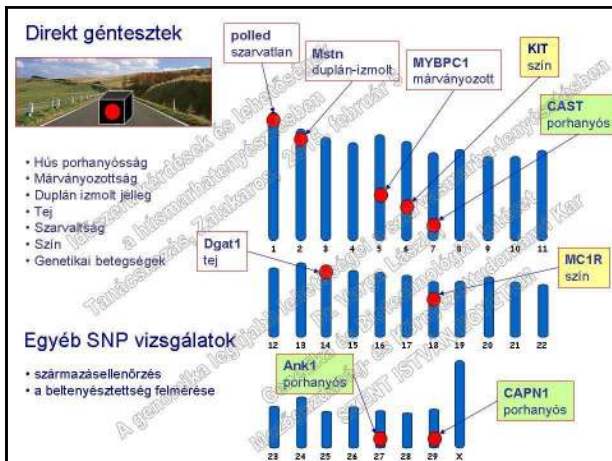 Direkt géntesztek
polled
szarvatlan
Mstn
duplán-izmolt
MYBPC1
márványozott
KIT
szín
CAST
porhanyós
• Hús porhanyósság
• Márványozottság
• Duplán izmolt jelleg
• Tej
• Szarvaltság
• Szín
• Genetikai betegségek
1 2 3 4 5 6 7 8 9 10 11
Dgat1
tej
MC1R
szín
12 13 14 15 16 17 18 19 20 21 22
Egyéb SNP vizsgálatok
• származásellenőrzés
• a beltenyésztettség felmérése
Ank1
porhanyós
CAPN1
porhanyós
23 24 25 26 27 28 29 X